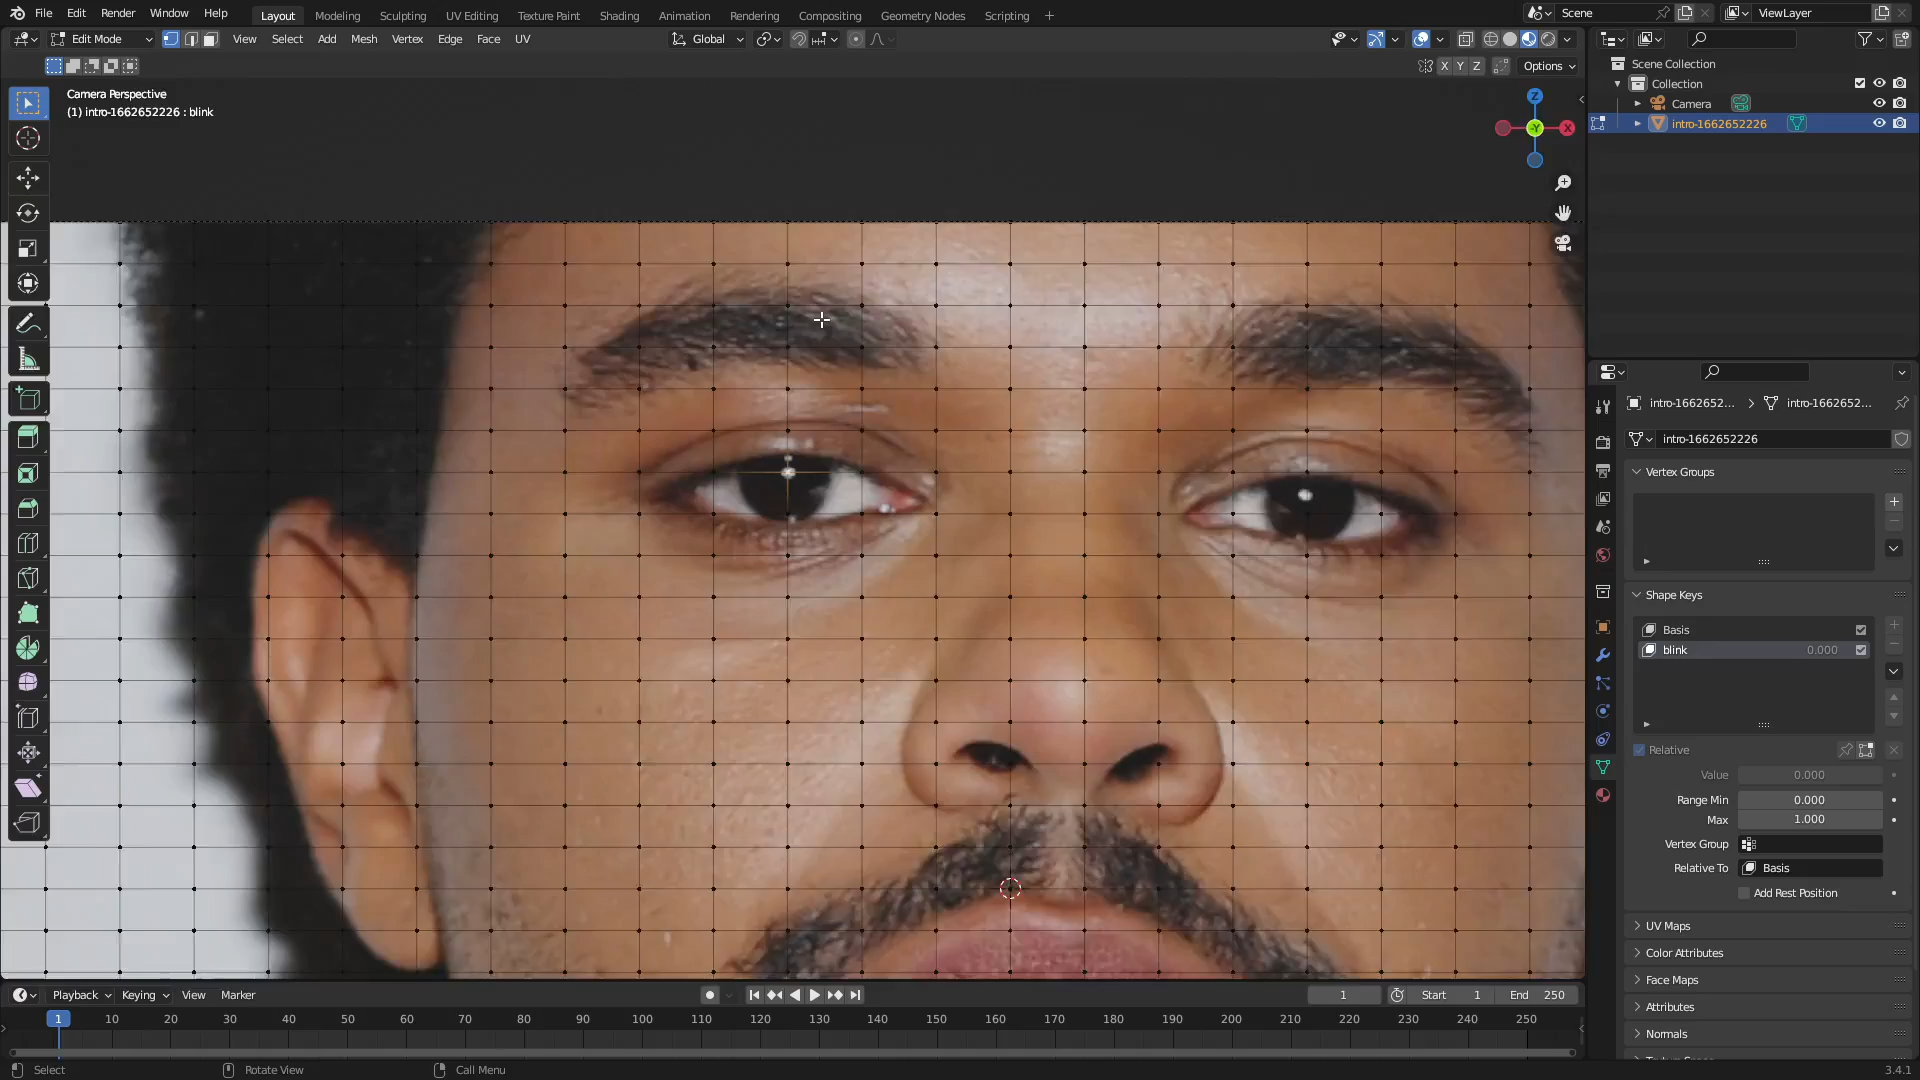 File Edit Render Window Help
Layout Modeling Sculpting UV Editing Texture Paint Shading Animation Rendering Compositing Geometry Nodes Scripting +
Scene ViewLayer
Edit Mode View Select Add Mesh Vertex Edge Face UV Global
X Y Z Options
Camera Perspective
(1) intro-1662652226 : blink
Z
-Y X
Scene Collection
Collection
Camera
intro-1662652226
intro-1662652... > intro-1662652...
intro-1662652226
Vertex Groups
Shape Keys
Basis
blink 0.000
Relative
Value 0.000
Range Min 0.000
Max 1.000
Vertex Group
Relative To Basis
Add Rest Position
UV Maps
Color Attributes
Face Maps
Attributes
Normals
Playback Keying View Marker 1 Start 1 End 250
1 10 20 30 40 50 60 70 80 90 100 110 120 130 140 150 160 170 180 190 200 210 220 230 240 250
Select Rotate View Call Menu 3.4.1